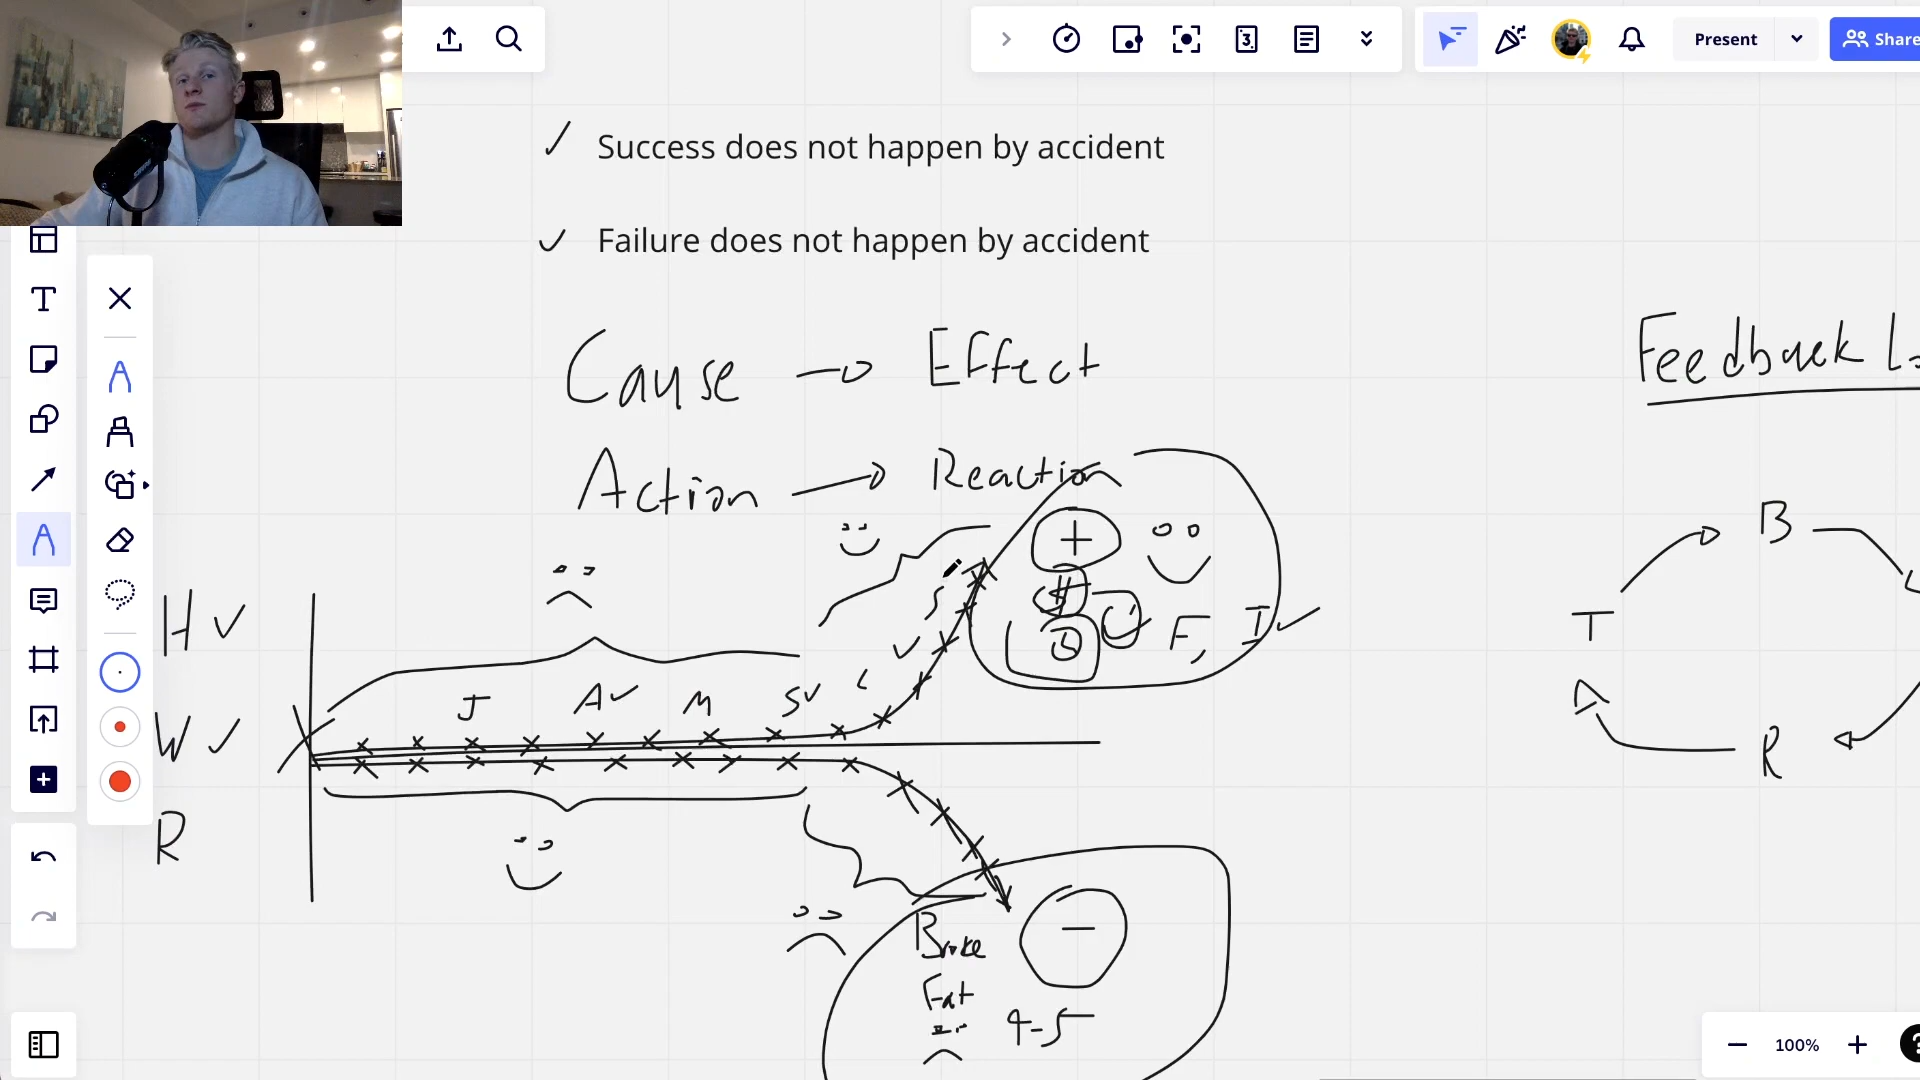 Present
Share
Success does not happen by accident
Failure does not happen by accident
Cause → Effect
Action → Reaction
Feedback
B
T
A
R
+
F, I ✓
H ✓
W ✓
R
J A ✓ M S ✓
Broke
Fat
4-5
−
100%